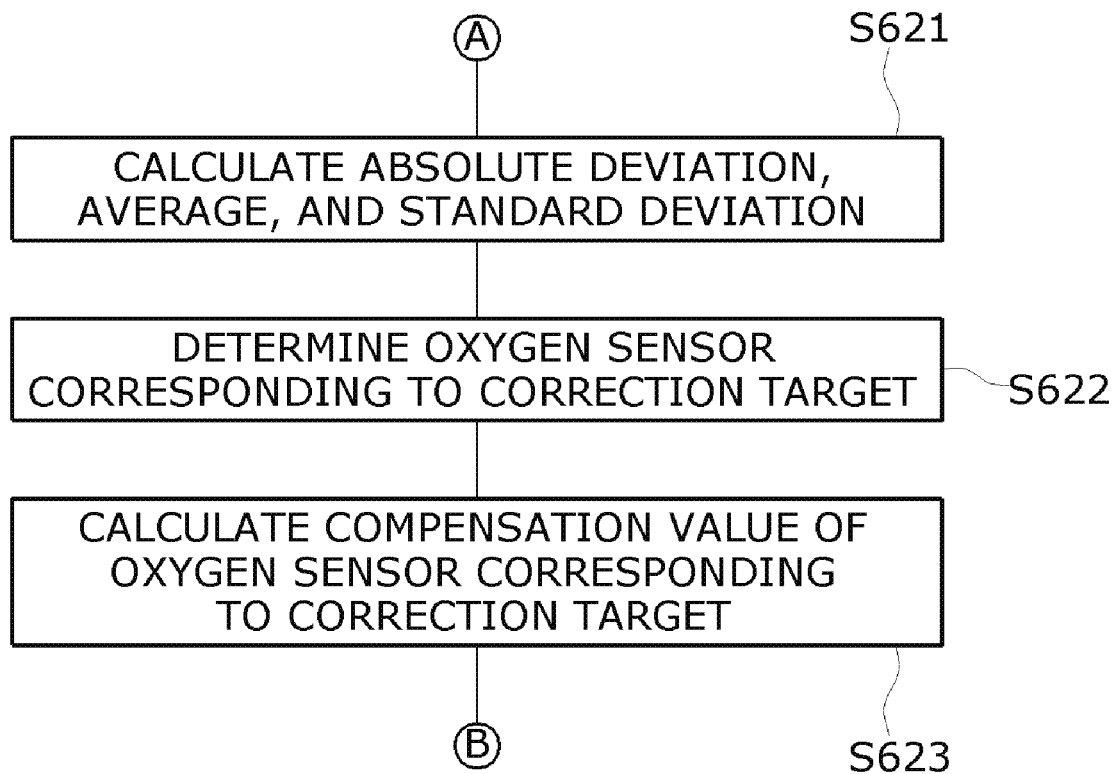 A
S621
CALCULATE ABSOLUTE DEVIATION,
AVERAGE, AND STANDARD DEVIATION
DETERMINE OXYGEN SENSOR
CORRESPONDING TO CORRECTION TARGET
S622
CALCULATE COMPENSATION VALUE OF
OXYGEN SENSOR CORRESPONDING
TO CORRECTION TARGET
B
S623